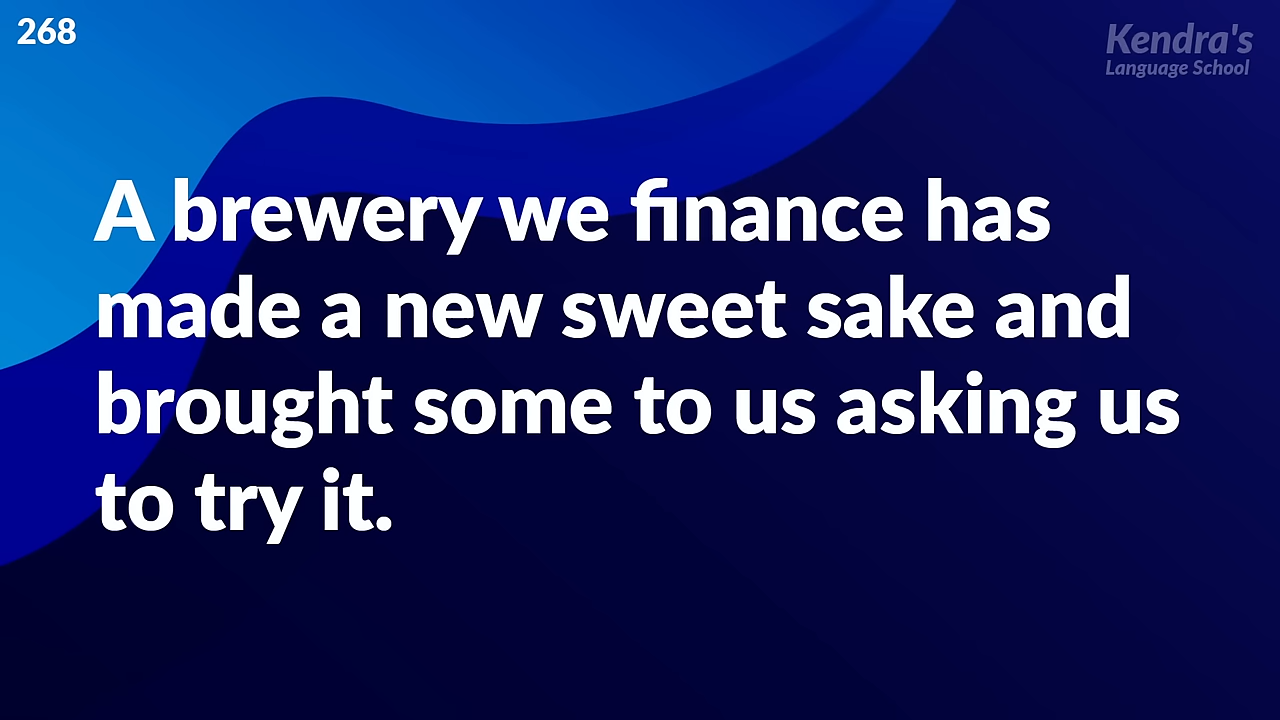 268
Kendra's
Language School
A brewery we finance has
made a new sweet sake and
brought some to us asking us
to try it.